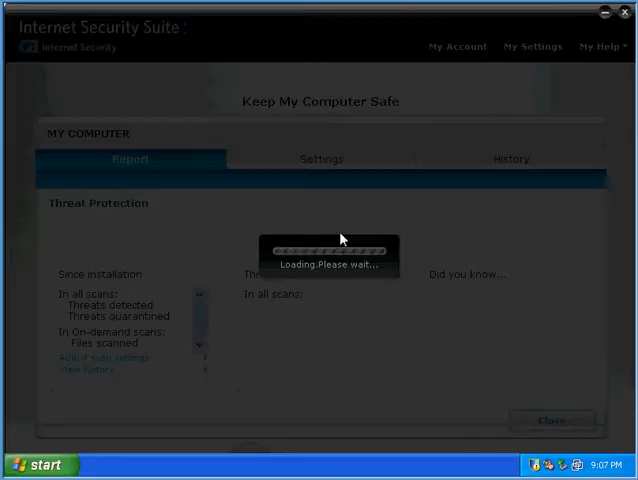 Internet Security Suite:
ca Internet Security
My Account My Settings My Help
Keep My Computer Safe
MY COMPUTER
Report Settings History
Threat Protection
Loading.Please wait...
Since installation Did you know...
In all scans: In all scans:
Threats detected
Threats quarantined
In On-demand scans:
Files scanned
Adjust scan settings
View history
Close
start 9:07 PM